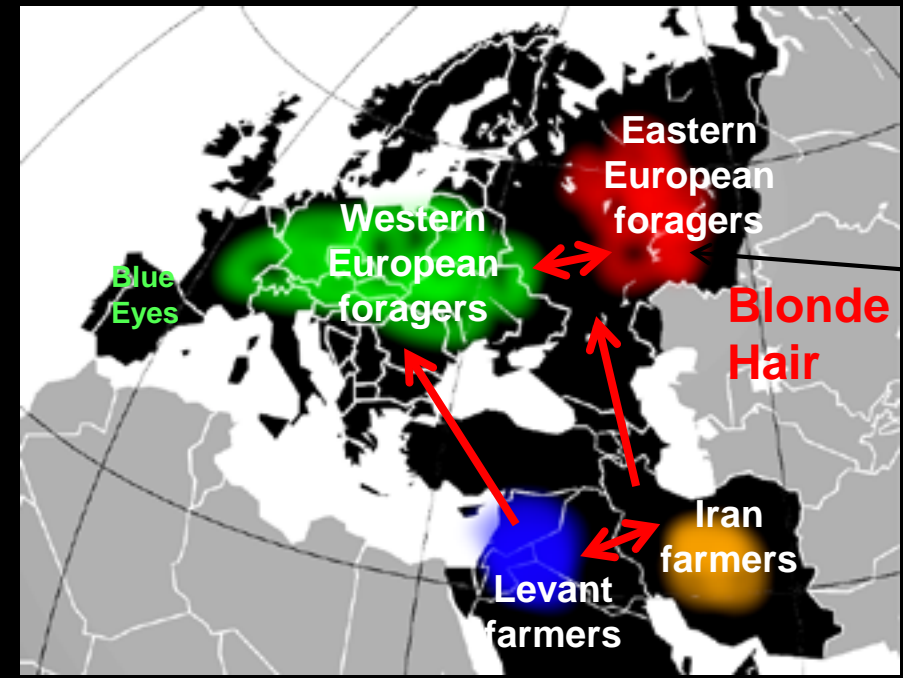 Eastern
European
foragers
Western
European
foragers
Blue
Eyes
Blonde
Hair
Iran
farmers
Levant
farmers